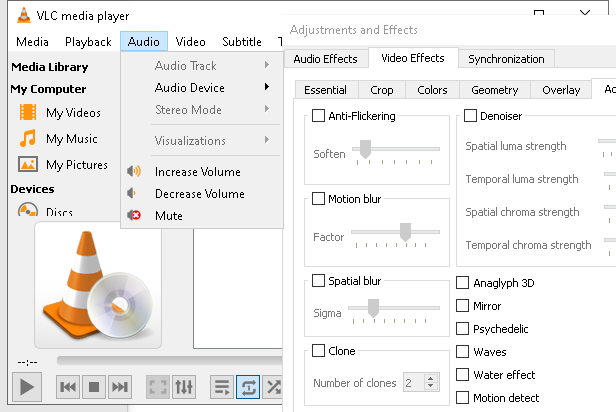 VLC media player
Media Playback Audio Video Subtitle
Media Library
My Computer
My Videos
My Music
My Pictures
Devices
Discs
Audio Track
Audio Device
Stereo Mode
Visualizations
Increase Volume
Decrease Volume
Mute
--:--
Adjustments and Effects
Audio Effects Video Effects Synchronization
Essential Crop Colors Geometry Overlay
Anti-Flickering
Soften
Motion blur
Factor
Spatial blur
Sigma
Clone
Number of clones 2
Denoiser
Spatial luma strength
Temporal luma strength
Spatial chroma strength
Temporal chroma strength
Anaglyph 3D
Mirror
Psychedelic
Waves
Water effect
Motion detect